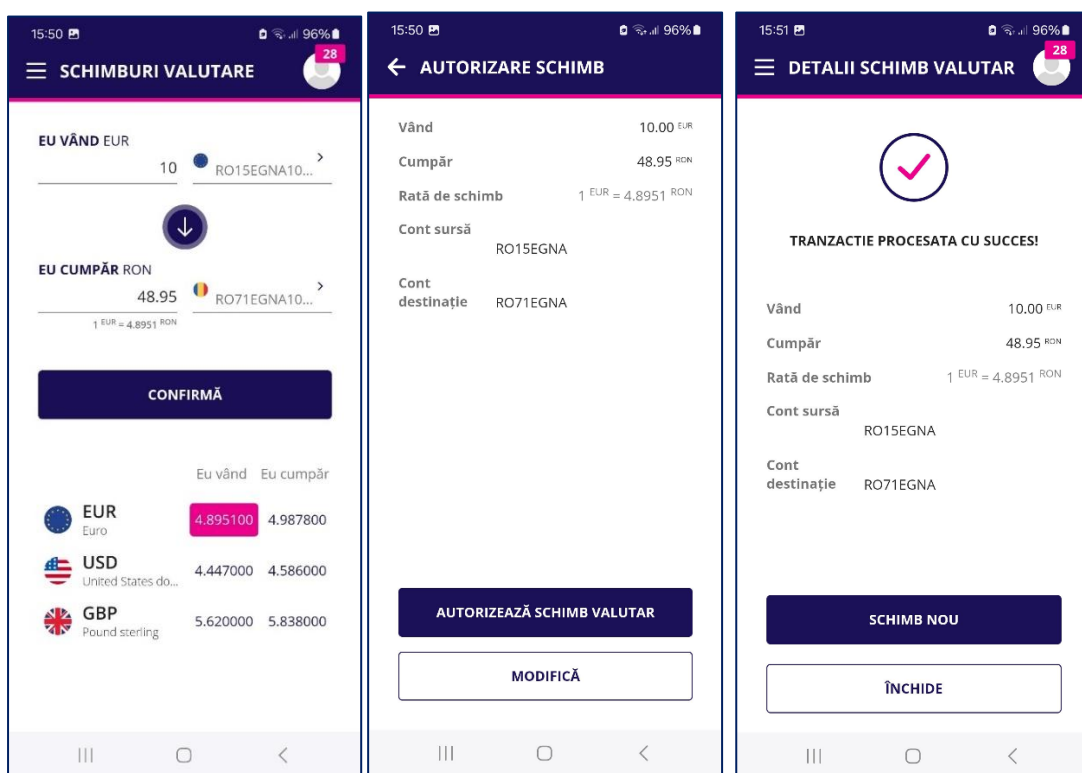 15:50 96%
28
SCHIMBURI VALUTARE
EU VÂND EUR
10 RO15EGNA10... >
EU CUMPĂR RON
48.95 RO71EGNA10... >
1 EUR = 4.8951 RON
CONFIRMĂ
Eu vând Eu cumpăr
EUR 4.895100 4.987800
Euro
USD 4.447000 4.586000
United States do...
GBP 5.620000 5.838000
Pound sterling
15:50 96%
AUTORIZARE SCHIMB
Vând 10.00 EUR
Cumpăr 48.95 RON
Rată de schimb 1 EUR = 4.8951 RON
Cont sursă
RO15EGNA
Cont
destinație RO71EGNA
AUTORIZEAZĂ SCHIMB VALUTAR
MODIFICĂ
15:51 96%
28
DETALII SCHIMB VALUTAR
TRANZACTIE PROCESATA CU SUCCES!
Vând 10.00 EUR
Cumpăr 48.95 RON
Rată de schimb 1 EUR = 4.8951 RON
Cont sursă
RO15EGNA
Cont
destinație RO71EGNA
SCHIMB NOU
ÎNCHIDE